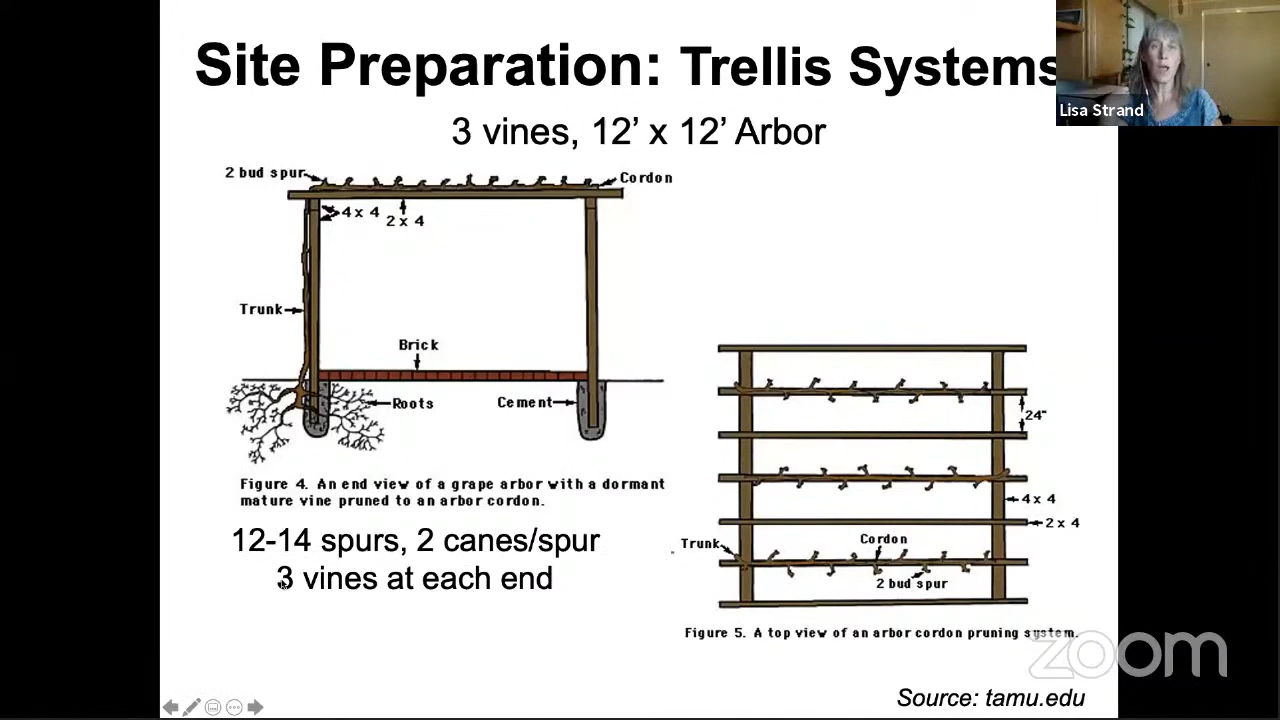 Site Preparation: Trellis Systems
Lisa Strand
3 vines, 12’ x 12’ Arbor
2 bud spur
Cordon
4 x 4
2 x 4
Trunk
Brick
Roots
Cement
Figure 4. An end view of a grape arbor with a dormant
mature vine pruned to an arbor cordon.
12-14 spurs, 2 canes/spur
3 vines at each end
24"
4 x 4
2 x 4
Trunk
Cordon
2 bud spur
Figure 5. A top view of an arbor cordon pruning system.
zoom
Source: tamu.edu